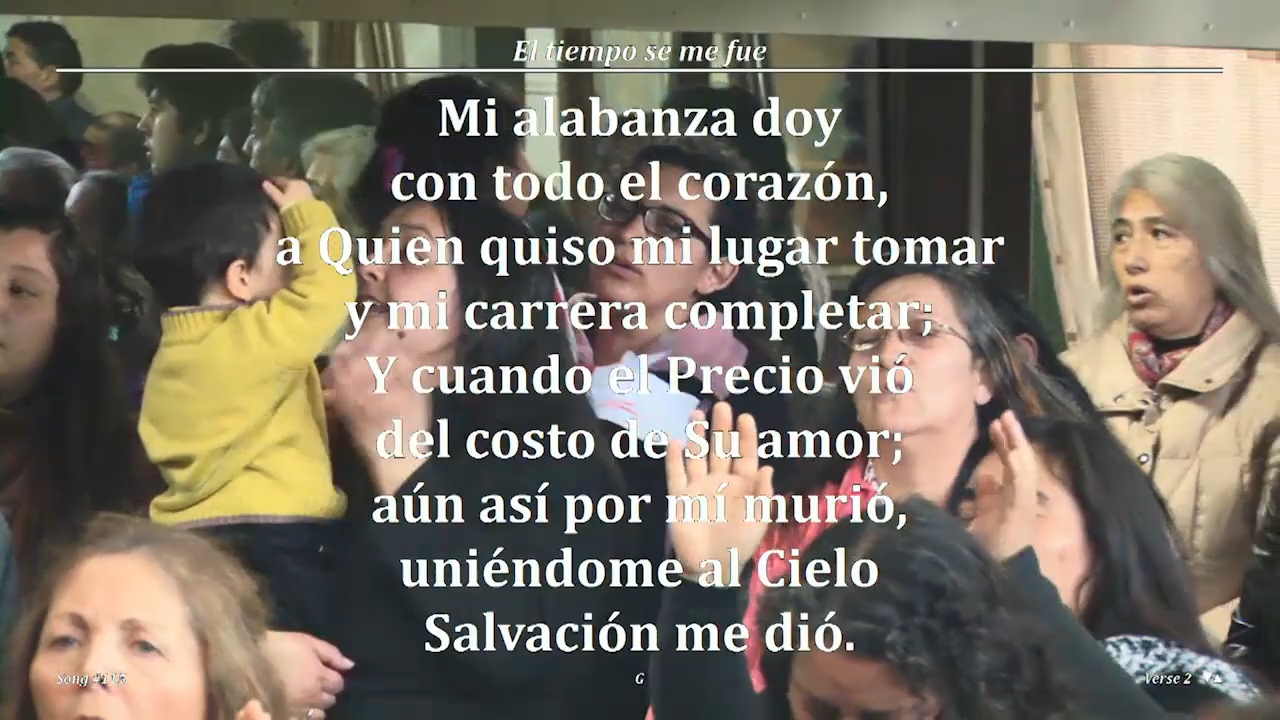 El tiempo se me fue
Mi alabanza doy
con todo el corazón,
a Quien quiso mi lugar tomar
y mi carrera completar;
Y cuando el Precio vió
del costo de Su amor;
aún así por mí murió,
uniéndome al Cielo
Salvación me dió.
Song #113
G
Verse 2